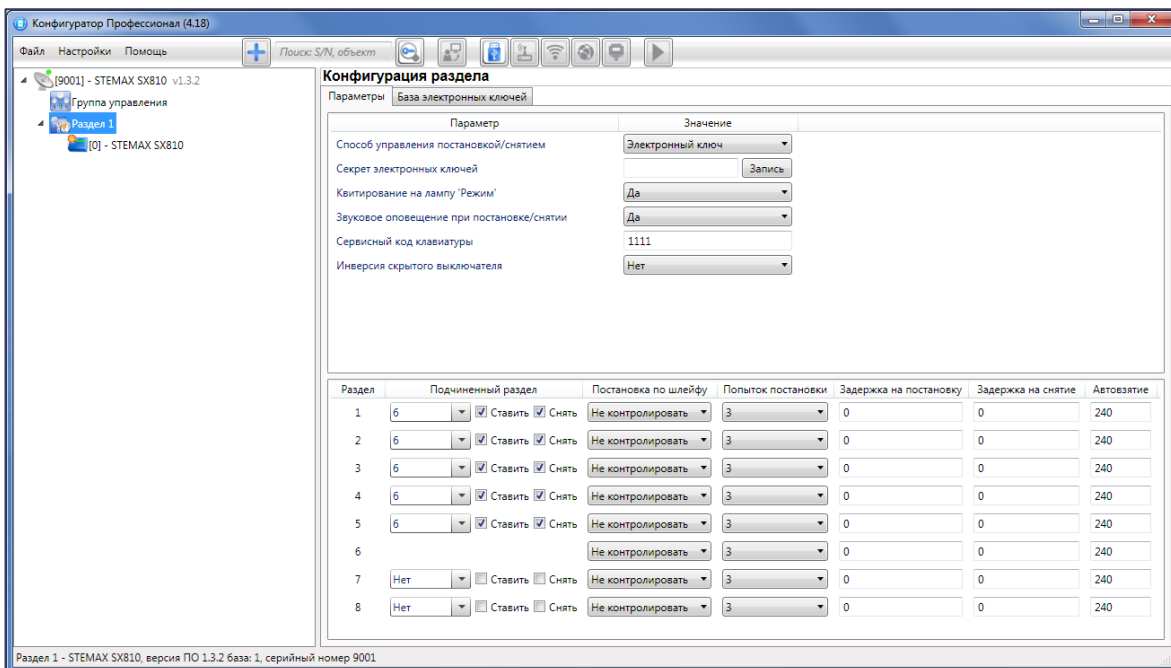 Конфигуратор Профессионал (4.18)
Файл Настройки Помощь Поиск: S/N, объект
[9001] - STEMAX SX810 v1.3.2
Группа управления
Раздел 1
[0] - STEMAX SX810
Конфигурация раздела
Параметры База электронных ключей
Параметр Значение
Способ управления постановкой/снятием Электронный ключ
Секрет электронных ключей Запись
Квитирование на лампу 'Режим' Да
Звуковое оповещение при постановке/снятии Да
Сервисный код клавиатуры 1111
Инверсия скрытого выключателя Нет
Раздел Подчиненный раздел Постановка по шлейфу Попыток постановки Задержка на постановку Задержка на снятие Автовзятие
1 6 Ставить Снять Не контролировать 3 0 0 240
2 6 Ставить Снять Не контролировать 3 0 0 240
3 6 Ставить Снять Не контролировать 3 0 0 240
4 6 Ставить Снять Не контролировать 3 0 0 240
5 6 Ставить Снять Не контролировать 3 0 0 240
6 Не контролировать 3 0 0 240
7 Нет Ставить Снять Не контролировать 3 0 0 240
8 Нет Ставить Снять Не контролировать 3 0 0 240
Раздел 1 - STEMAX SX810, версия ПО 1.3.2 база: 1, серийный номер 9001